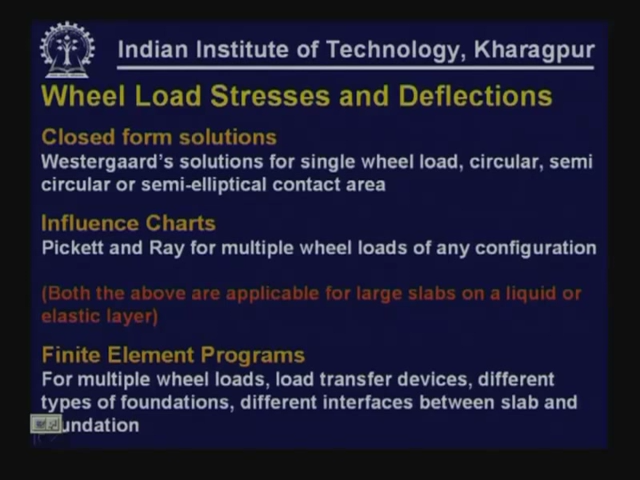 Indian Institute of Technology, Kharagpur
Wheel Load Stresses and Deflections
Closed form solutions
Westergaard's solutions for single wheel load, circular, semi
circular or semi-elliptical contact area
Influence Charts
Pickett and Ray for multiple wheel loads of any configuration
(Both the above are applicable for large slabs on a liquid or
elastic layer)
Finite Element Programs
For multiple wheel loads, load transfer devices, different
types of foundations, different interfaces between slab and
undation